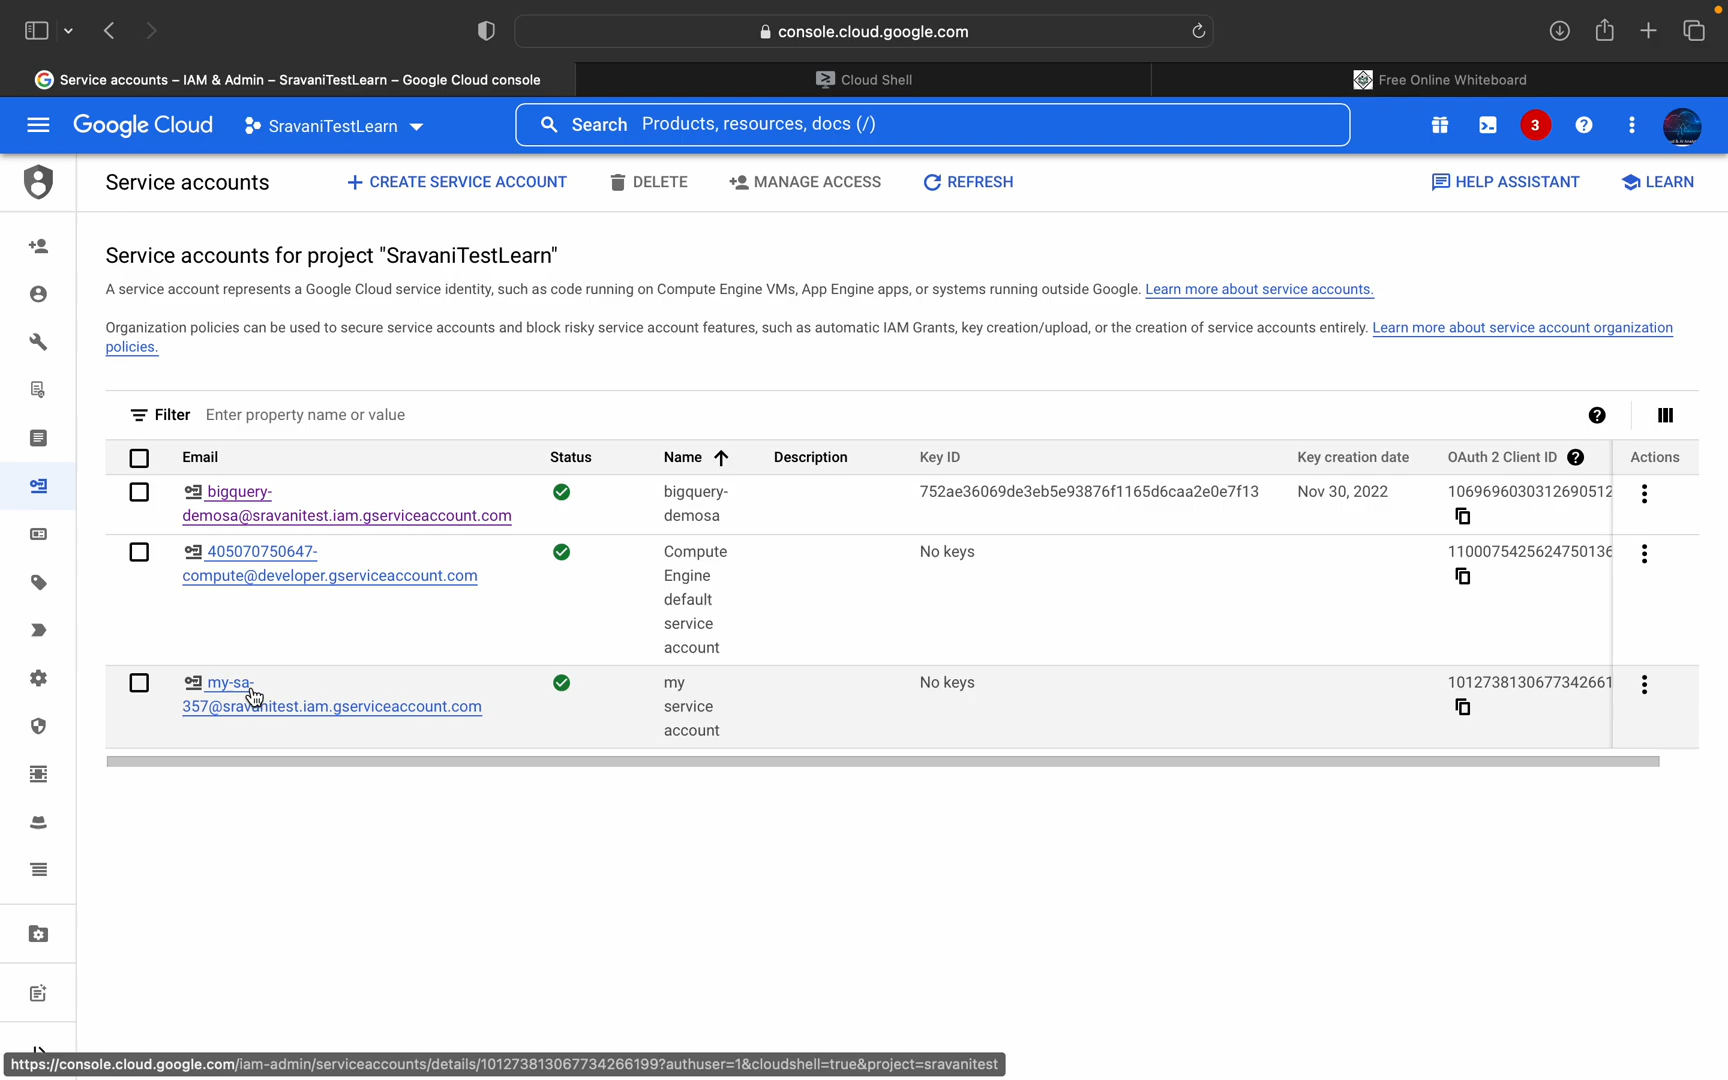 console.cloud.google.com
Service accounts – IAM & Admin – SravaniTestLearn – Google Cloud console
Cloud Shell
Free Online Whiteboard
Google Cloud
SravaniTestLearn
Search Products, resources, docs (/)
3
Service accounts
CREATE SERVICE ACCOUNT
DELETE
MANAGE ACCESS
REFRESH
HELP ASSISTANT
LEARN
Service accounts for project "SravaniTestLearn"
A service account represents a Google Cloud service identity, such as code running on Compute Engine VMs, App Engine apps, or systems running outside Google. Learn more about service accounts.
Organization policies can be used to secure service accounts and block risky service account features, such as automatic IAM Grants, key creation/upload, or the creation of service accounts entirely. Learn more about service account organization
policies.
Filter Enter property name or value
Email Status Name Description Key ID Key creation date OAuth 2 Client ID Actions
bigquery- bigquery- 752ae36069de3eb5e93876f1165d6caa2e0e7f13 Nov 30, 2022 1069696030312690512
demosa@sravanitest.iam.gserviceaccount.com demosa
405070750647- Compute No keys 1100075425624750136
compute@developer.gserviceaccount.com Engine
default
service
account
my-sa- my No keys 1012738130677342661
357@sravanitest.iam.gserviceaccount.com service
account
https://console.cloud.google.com/iam-admin/serviceaccounts/details/101273813067734266199?authuser=1&cloudshell=true&project=sravanitest